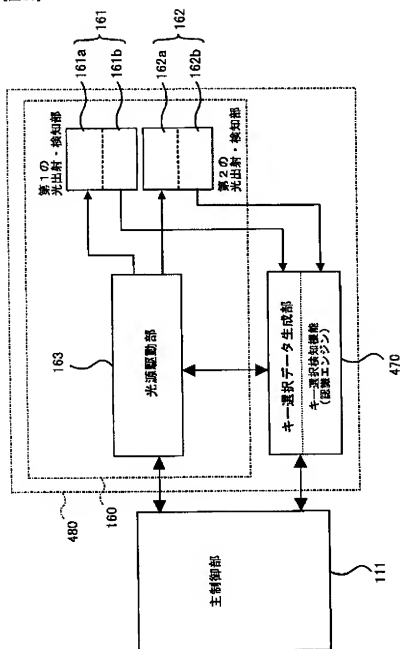 161
161a
161b
162
162a
162b
第1の
光出射・検知部
第2の
光出射・検知部
163
光源駆動部
キー選択データ生成部
キー選択検知機能
(認識エンジン)
470
480
160
主制御部
111